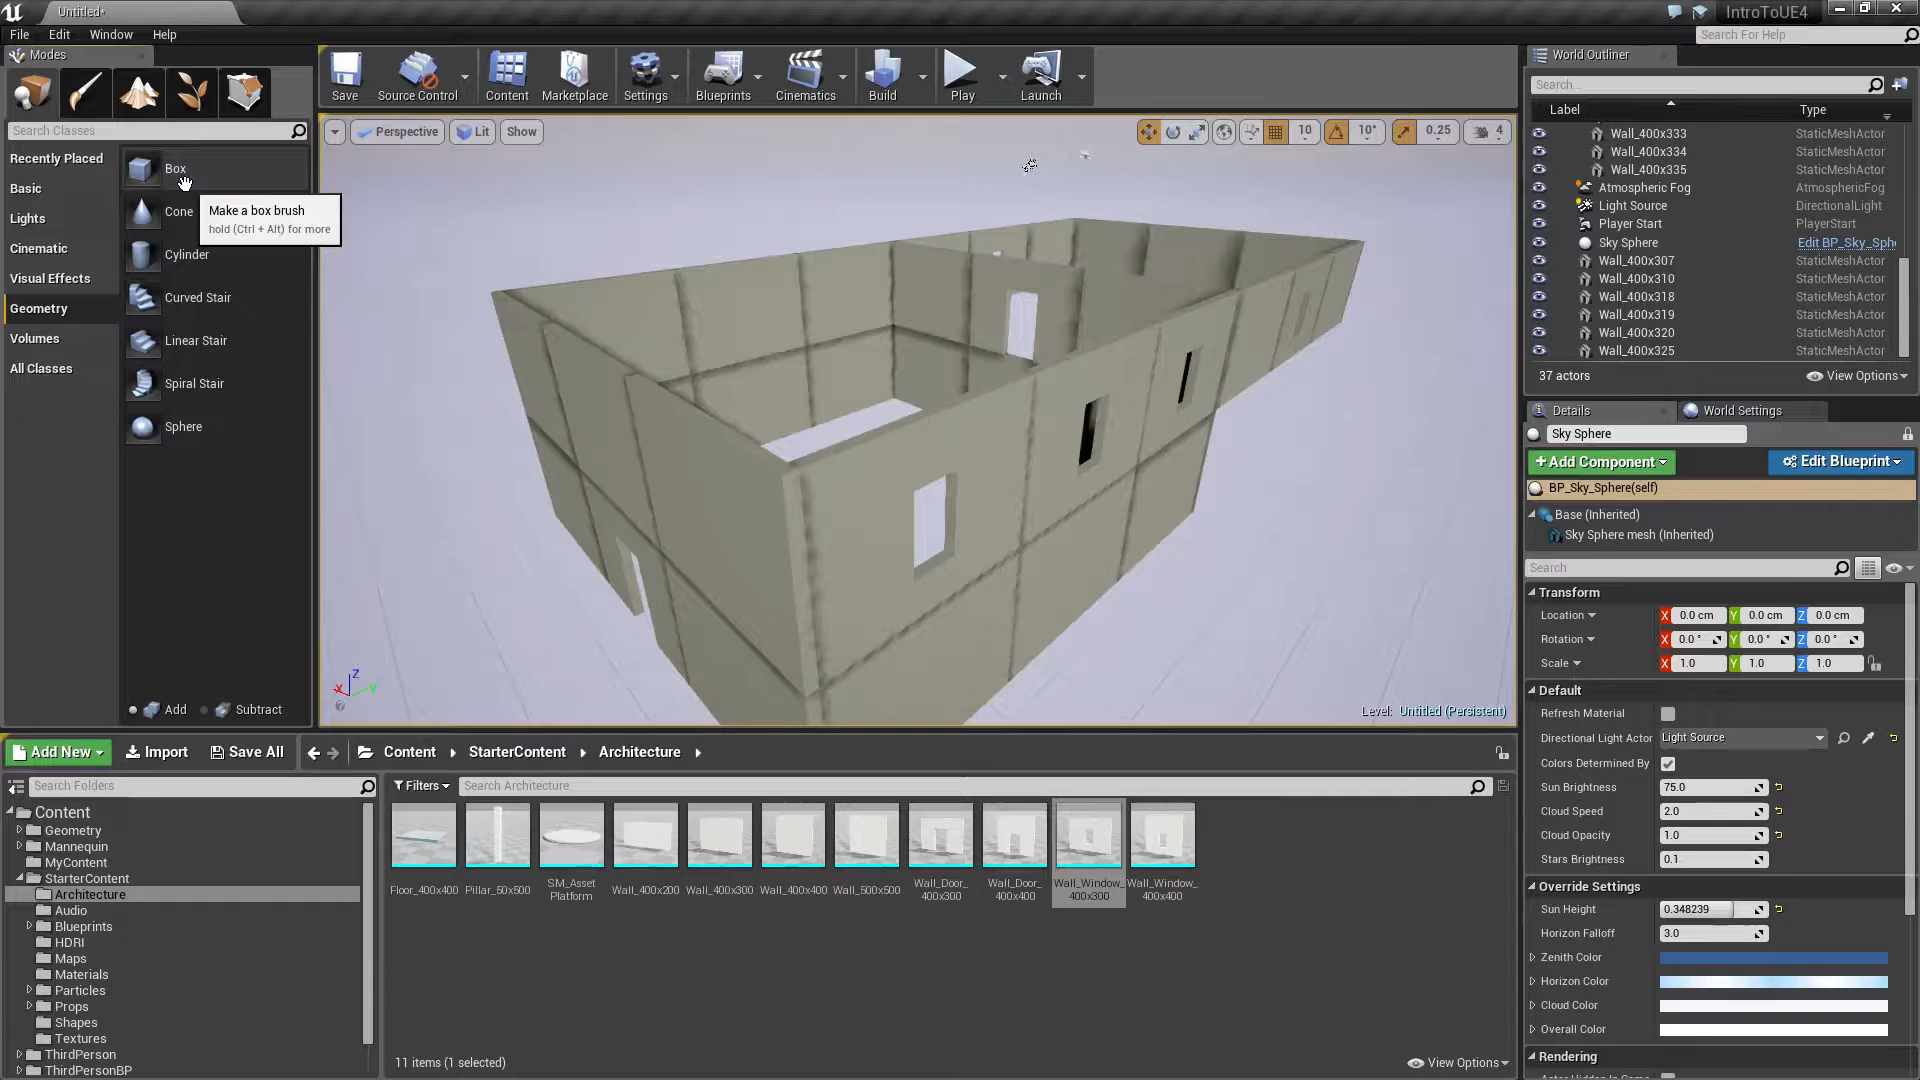 Untitled*
IntroToUE4
File Edit Window Help
Search For Help
Modes
Save
Source Control
Content
Marketplace
Settings
Blueprints
Cinematics
Build
Play
Launch
Search Classes
Recently Placed
Basic
Lights
Cinematic
Visual Effects
Geometry
Volumes
All Classes
Box
Cone
Cylinder
Curved Stair
Linear Stair
Spiral Stair
Sphere
Make a box brush
hold (Ctrl + Alt) for more
Add
Subtract
Perspective
Lit
Show
10
10°
0.25
4
X
Y
Z
Level: Untitled (Persistent)
World Outliner
Search...
Label Type
Wall_400x333 StaticMeshActor
Wall_400x334 StaticMeshActor
Wall_400x335 StaticMeshActor
Atmospheric Fog AtmosphericFog
Light Source DirectionalLight
Player Start PlayerStart
Sky Sphere Edit BP_Sky_Sphe
Wall_400x307 StaticMeshActor
Wall_400x310 StaticMeshActor
Wall_400x318 StaticMeshActor
Wall_400x319 StaticMeshActor
Wall_400x320 StaticMeshActor
Wall_400x325 StaticMeshActor
37 actors
View Options
Details
World Settings
Sky Sphere
+Add Component
Edit Blueprint
BP_Sky_Sphere(self)
Base (Inherited)
Sky Sphere mesh (Inherited)
Search
Transform
Location X 0.0 cm Y 0.0 cm Z 0.0 cm
Rotation X 0.0 ° Y 0.0 ° Z 0.0 °
Scale X 1.0 Y 1.0 Z 1.0
Default
Refresh Material
Directional Light Actor Light Source
Colors Determined By
Sun Brightness 75.0
Cloud Speed 2.0
Cloud Opacity 1.0
Stars Brightness 0.1
Override Settings
Sun Height 0.348239
Horizon Falloff 3.0
Zenith Color
Horizon Color
Cloud Color
Overall Color
Rendering
Add New
Import
Save All
Content
StarterContent
Architecture
Search Folders
Filters
Search Architecture
Content
Geometry
Mannequin
MyContent
StarterContent
Architecture
Audio
Blueprints
HDRI
Maps
Materials
Particles
Props
Shapes
Textures
ThirdPerson
ThirdPersonBP
Floor_400x400
Pillar_50x500
SM_Asset
Platform
Wall_400x200
Wall_400x300
Wall_400x400
Wall_500x500
Wall_Door_
400x300
Wall_Door_
400x400
Wall_Window_
400x300
Wall_Window_
400x400
11 items (1 selected)
View Options